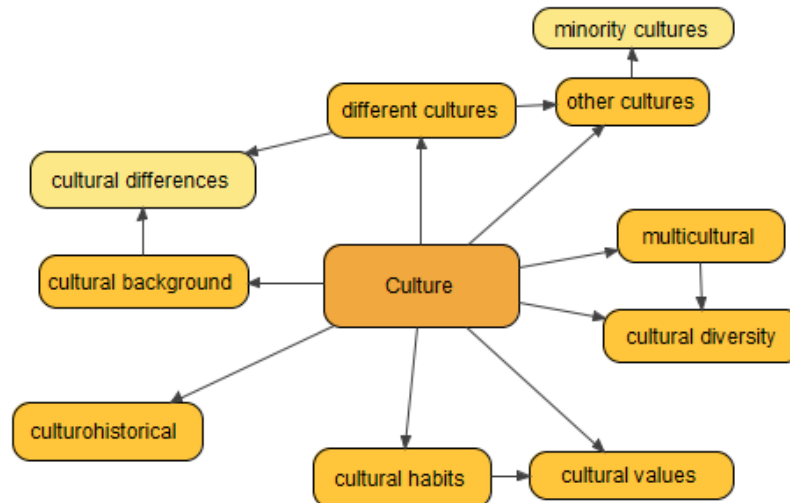 minority cultures
different cultures
other cultures
cultural differences
multicultural
cultural background
Culture
cultural diversity
culturohistorical
cultural habits
cultural values